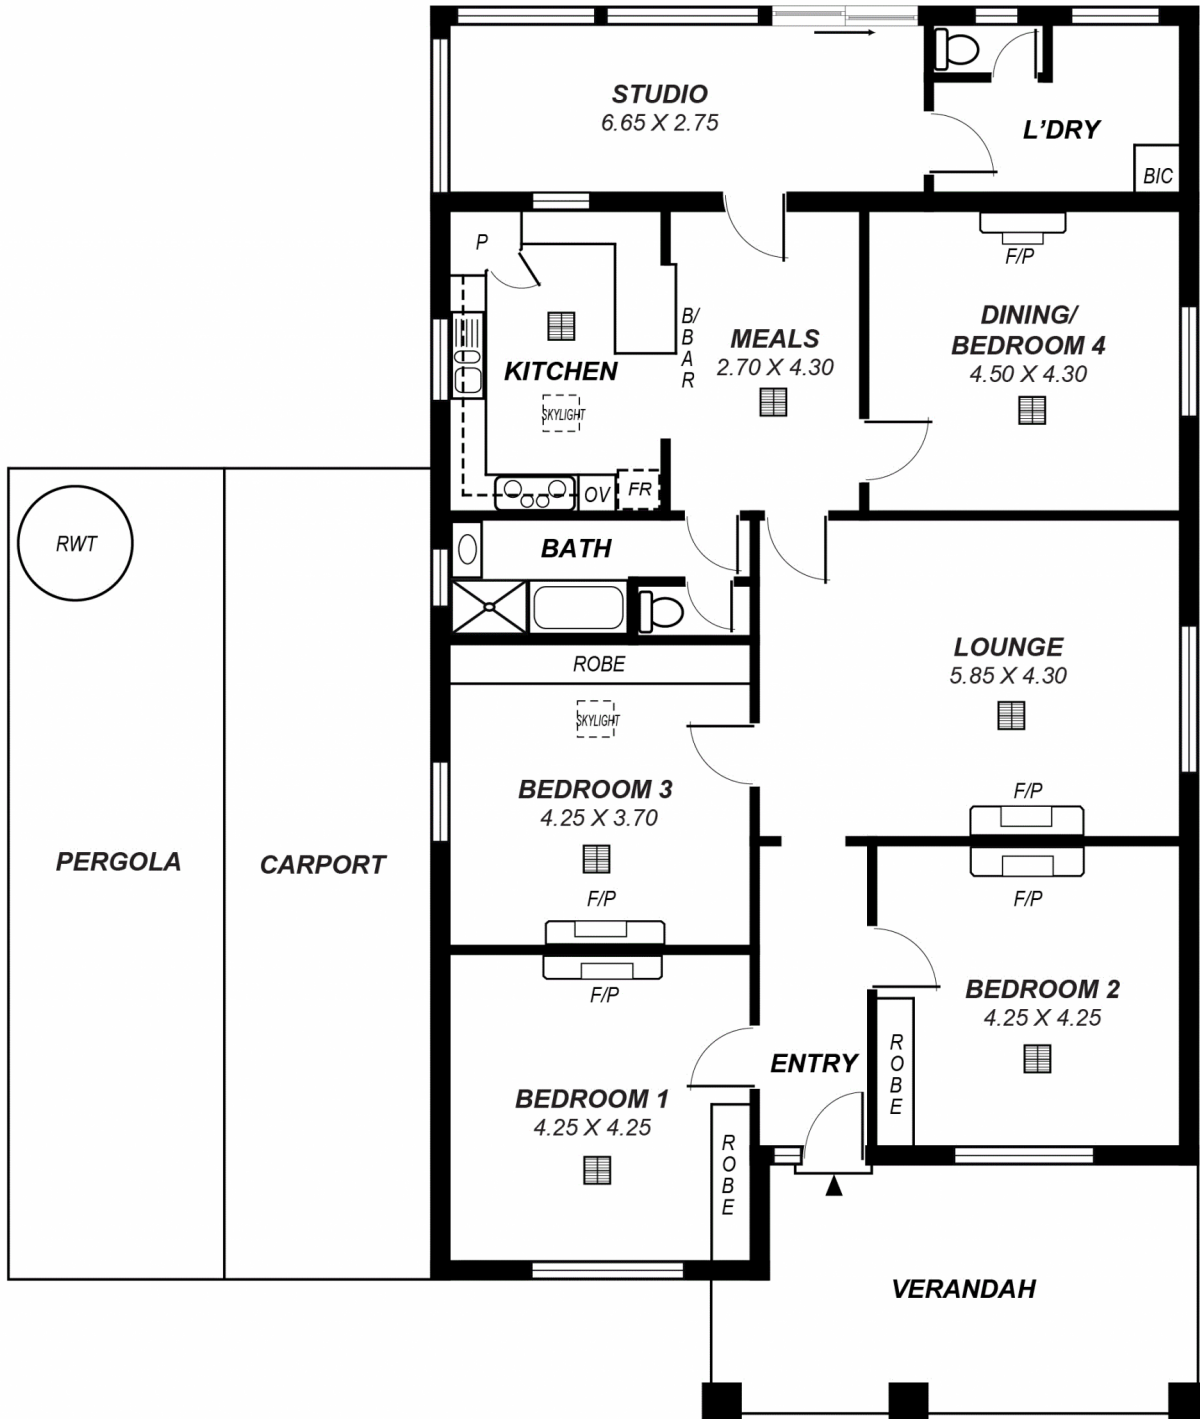 STUDIO
6.65 X 2.75
L'DRY
BIC
P
F/P
B/
B
A
R
MEALS
2.70 X 4.30
DINING/
BEDROOM 4
4.50 X 4.30
KITCHEN
SKYLIGHT
OV
FR
RWT
BATH
LOUNGE
5.85 X 4.30
ROBE
SKYLIGHT
BEDROOM 3
4.25 X 3.70
F/P
PERGOLA
CARPORT
F/P
F/P
F/P
BEDROOM 2
4.25 X 4.25
ENTRY
R
O
B
E
BEDROOM 1
4.25 X 4.25
R
O
B
E
VERANDAH